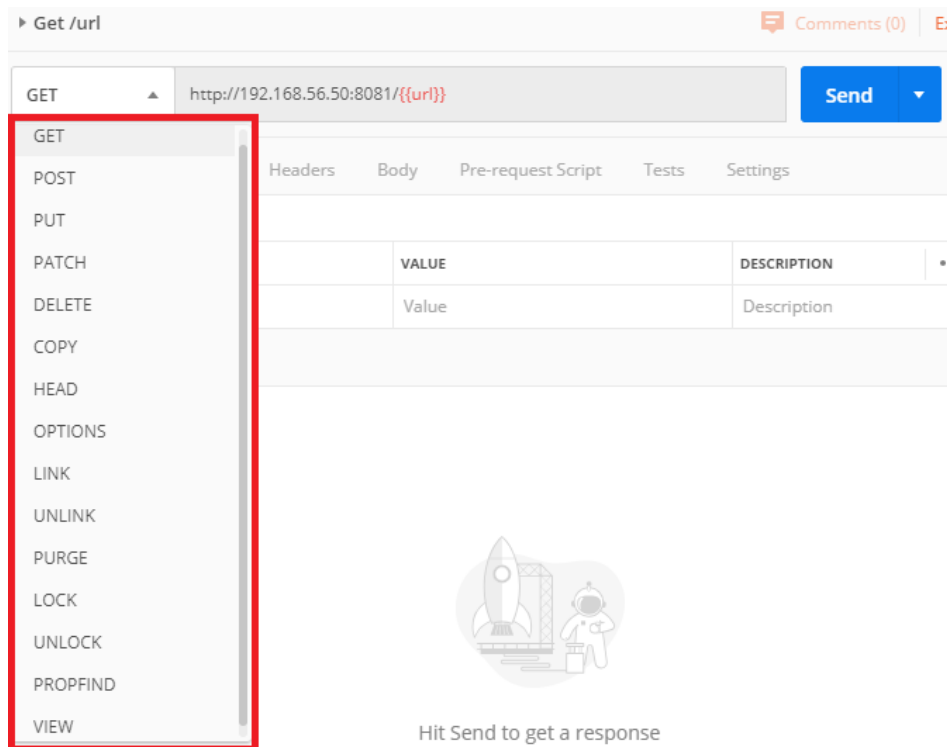 Get /url
Comments (0)
GET
http://192.168.56.50:8081/{{url}}
Send
GET
POST
PUT
PATCH
DELETE
COPY
HEAD
OPTIONS
LINK
UNLINK
PURGE
LOCK
UNLOCK
PROPFIND
VIEW
Headers Body Pre-request Script Tests Settings
VALUE DESCRIPTION
Value Description
Hit Send to get a response